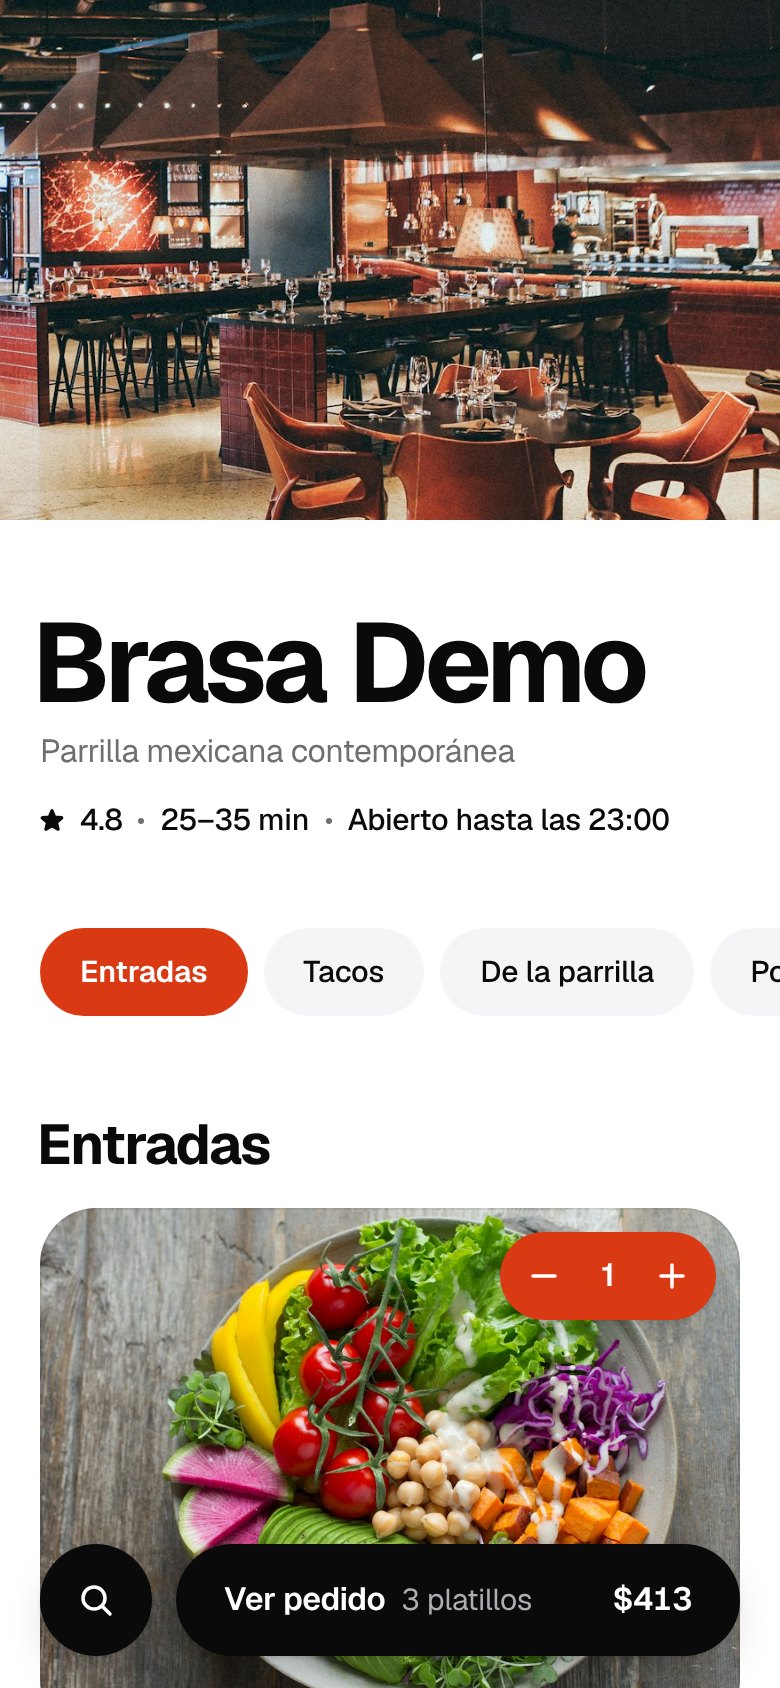 Brasa Demo
Parrilla mexicana contemporánea
4.8 • 25–35 min • Abierto hasta las 23:00
Entradas Tacos De la parrilla
Entradas
1
Ver pedido 3 platillos $413